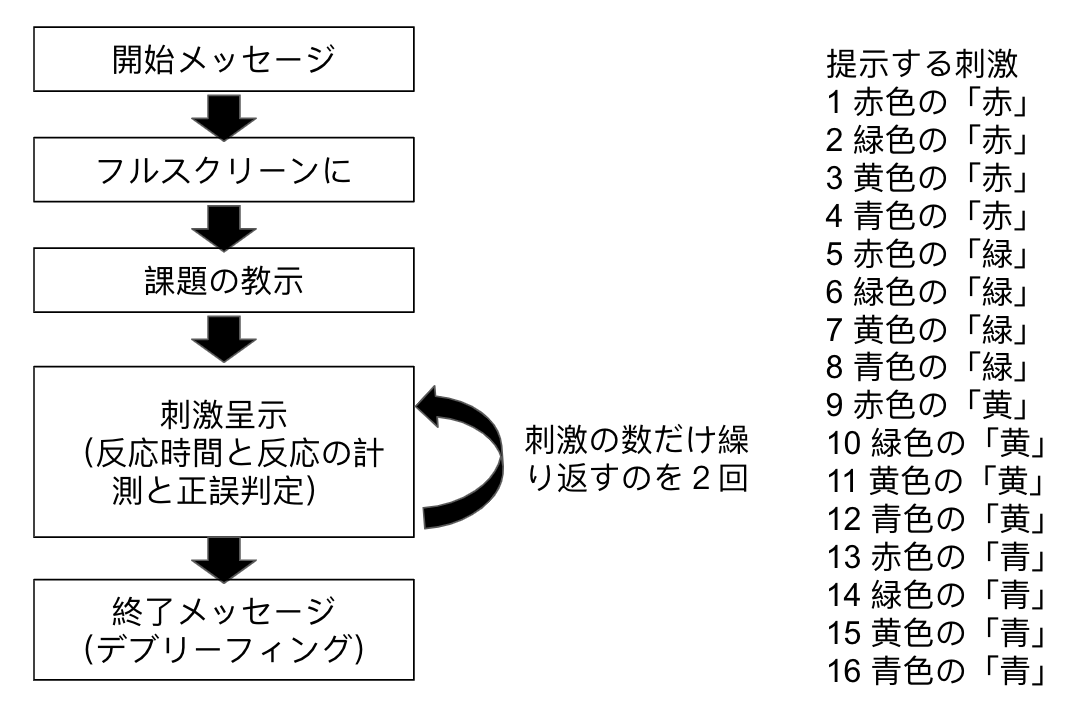 開始メッセージ
フルスクリーンに
課題の教示
刺激呈示
（反応時間と反応の計
測と正誤判定）
刺激の数だけ繰
り返すのを２回
終了メッセージ
（デブリーフィング）
提示する刺激
1 赤色の「赤」
2 緑色の「赤」
3 黄色の「赤」
4 青色の「赤」
5 赤色の「緑」
6 緑色の「緑」
7 黄色の「緑」
8 青色の「緑」
9 赤色の「黄」
10 緑色の「黄」
11 黄色の「黄」
12 青色の「黄」
13 赤色の「青」
14 緑色の「青」
15 黄色の「青」
16 青色の「青」